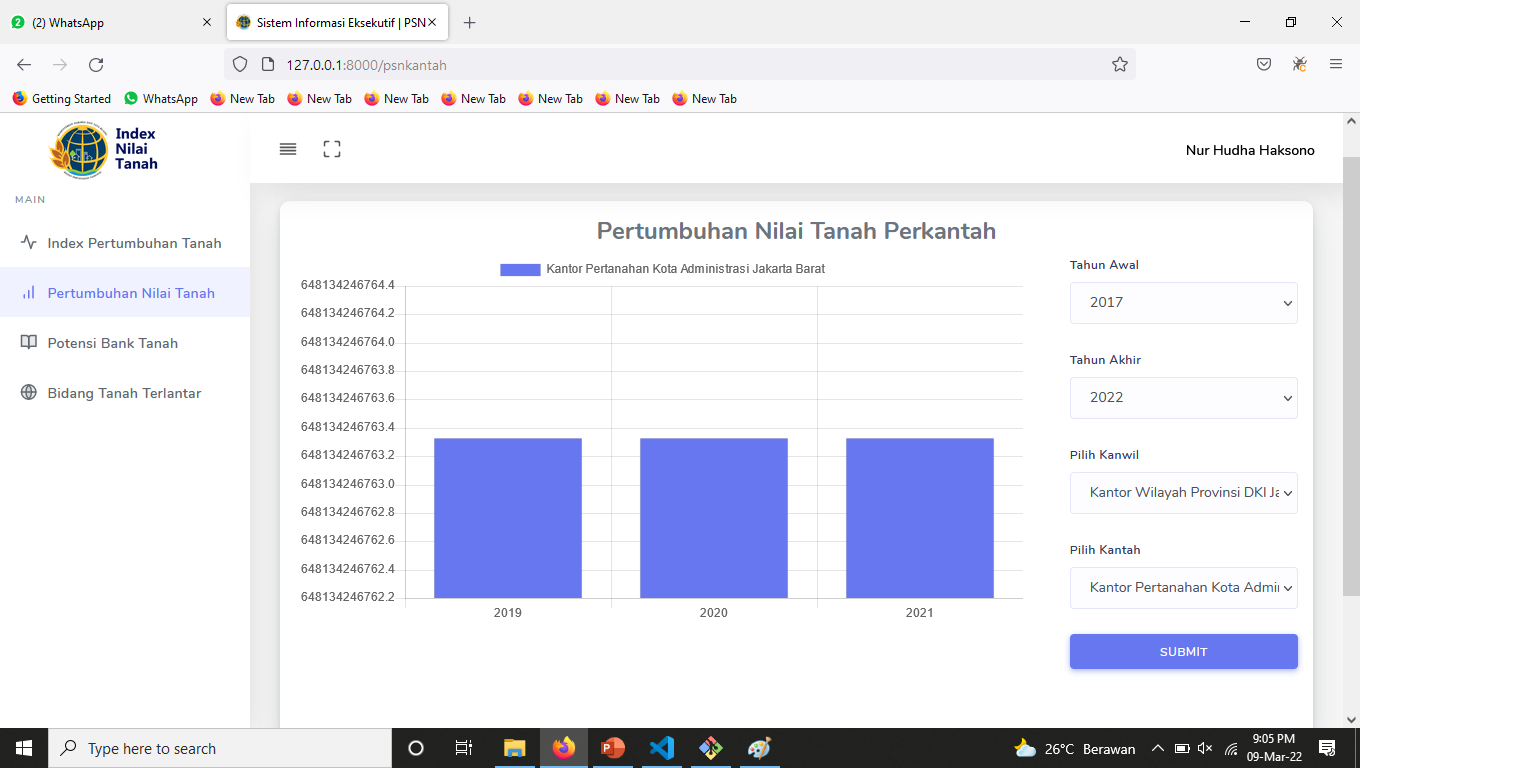 2 (2) WhatsApp
Sistem Informasi Eksekutif | PSN
127.0.0.1:8000/psnkantah
Getting Started WhatsApp New Tab New Tab New Tab New Tab New Tab New Tab New Tab
Index
Nilai
Tanah
Nur Hudha Haksono
MAIN
Index Pertumbuhan Tanah
Pertumbuhan Nilai Tanah
Potensi Bank Tanah
Bidang Tanah Terlantar
Pertumbuhan Nilai Tanah Perkantah
Kantor Pertanahan Kota Administrasi Jakarta Barat
648134246764.4
648134246764.2
648134246764.0
648134246763.8
648134246763.6
648134246763.4
648134246763.2
648134246763.0
648134246762.8
648134246762.6
648134246762.4
648134246762.2
2019 2020 2021
Tahun Awal
2017
Tahun Akhir
2022
Pilih Kanwil
Kantor Wilayah Provinsi DKI Ja
Pilih Kantah
Kantor Pertanahan Kota Admi
SUBMIT
Type here to search
26°C Berawan
9:05 PM
09-Mar-22